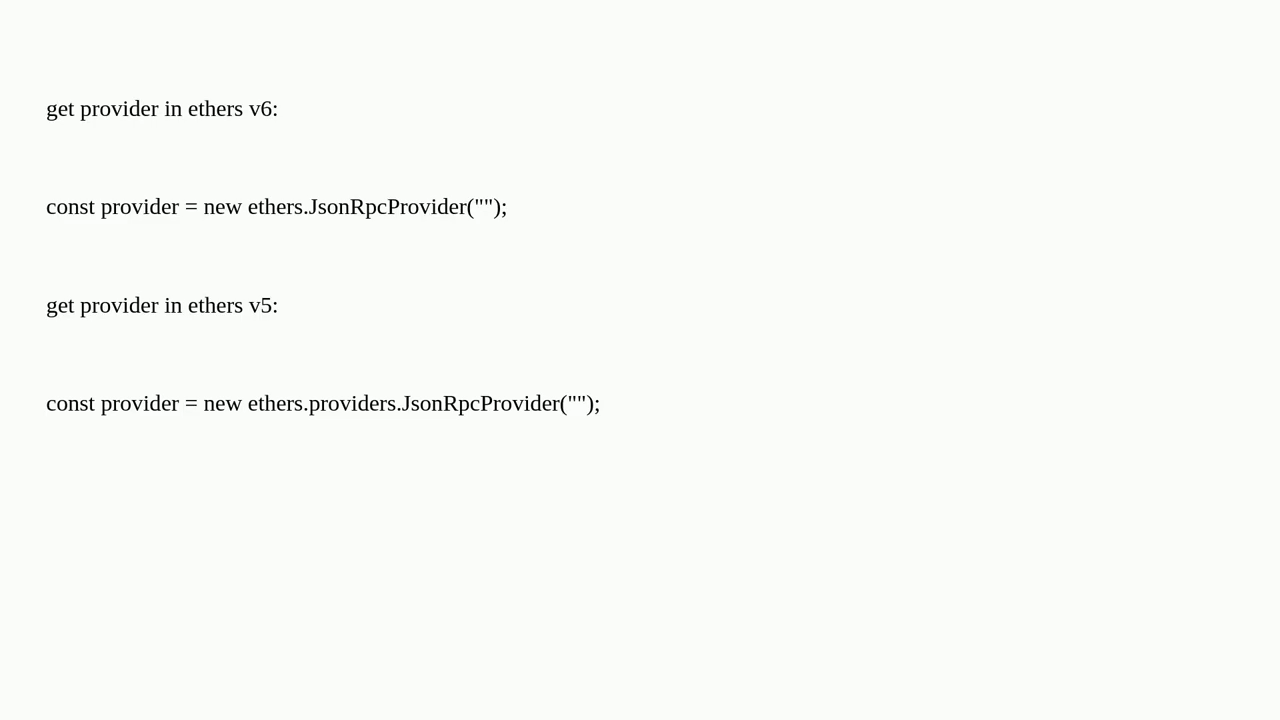 get provider in ethers v6:
const provider = new ethers.JsonRpcProvider("");
get provider in ethers v5:
const provider = new ethers.providers.JsonRpcProvider("");